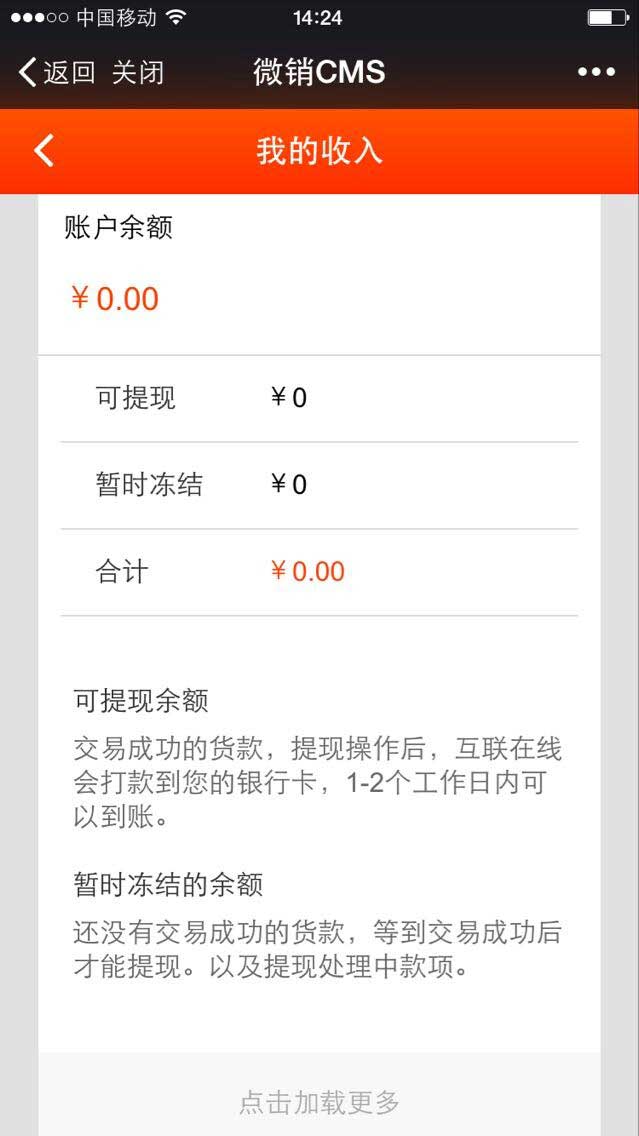 中国移动 14:24
返回 关闭 微销CMS
我的收入
账户余额
￥0.00
可提现 ￥0
暂时冻结 ￥0
合计 ￥0.00
可提现余额
交易成功的货款，提现操作后，互联在线
会打款到您的银行卡，1-2个工作日内可
以到账。
暂时冻结的余额
还没有交易成功的货款，等到交易成功后
才能提现。以及提现处理中款项。
点击加载更多